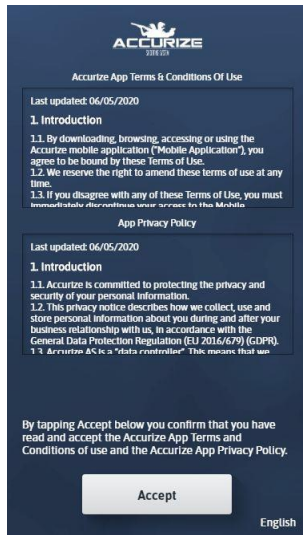 ACCURIZE
Accurize App Terms & Conditions Of Use
Last updated: 06/05/2020
1. Introduction
1.1. By downloading, browsing, accessing or using the
Accurize mobile application ("Mobile Application"), you
agree to be bound by these Terms of Use.
1.2. We reserve the right to amend these terms of use at any
time.
1.3. If you disagree with any of these Terms of Use, you must
immediately discontinue your access to the Mobile
App Privacy Policy
Last updated: 06/05/2020
1. Introduction
1.1. Accurize is committed to protecting the privacy and
security of your personal information.
1.2. This privacy notice describes how we collect, use and
store personal information about you during and after your
business relationship with us, in accordance with the
General Data Protection Regulation (EU 2016/679) (GDPR).
1.3. Accurize AS is a "data controller". This means that we
By tapping Accept below you confirm that you have
read and accept the Accurize App Terms and
Conditions of use and the Accurize App Privacy Policy.
Accept
English